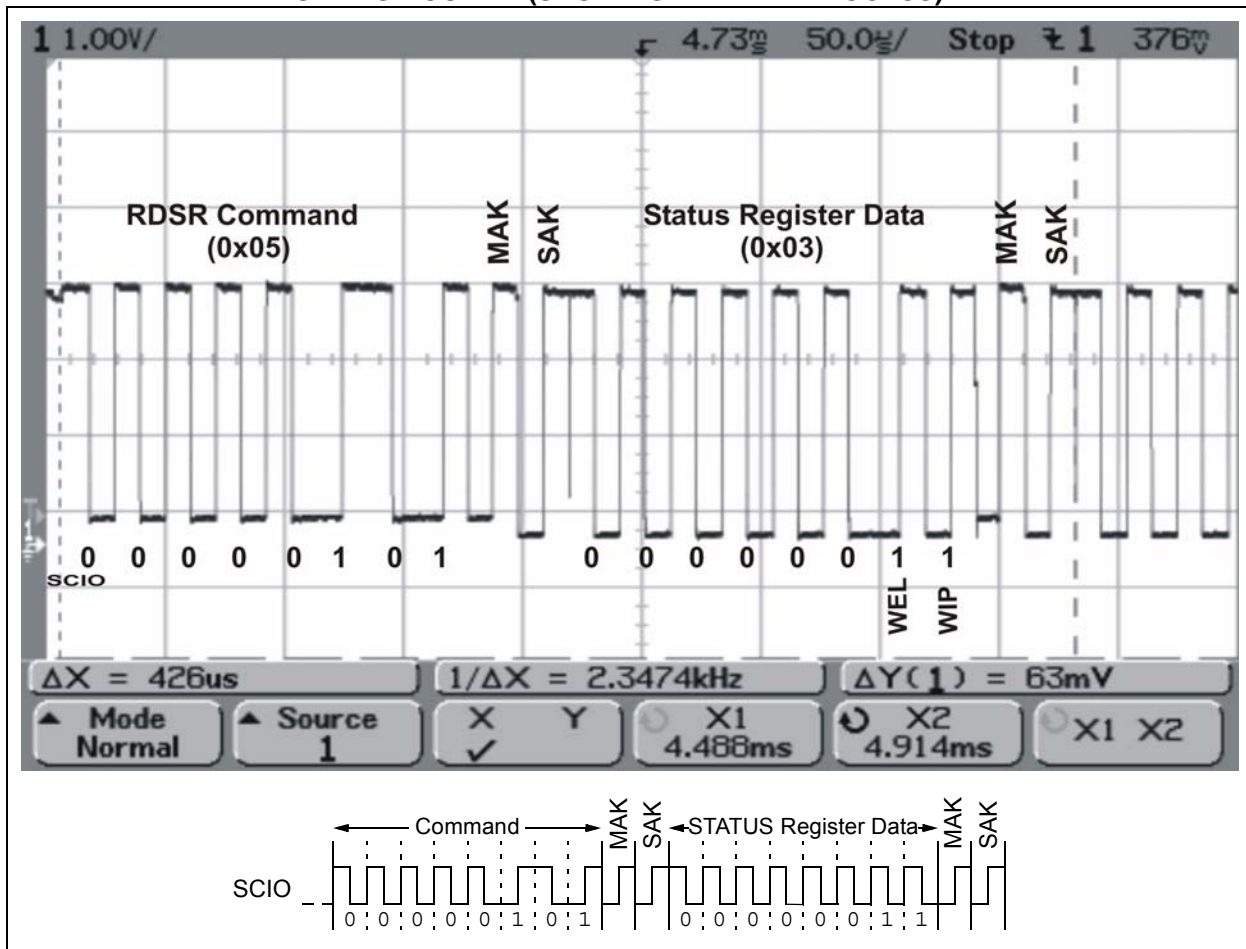 1 1.00V/ 4.73ms 50.0us/ Stop 1 376mV
RDSR Command
(0x05)
MAK
SAK
Status Register Data
(0x03)
MAK
SAK
0 0 0 0 0 1 0 1 0 0 0 0 0 0 1 1
SCIO
WEL
WIP
ΔX = 426us 1/ΔX = 2.3474kHz ΔY(1) = 63mV
Mode
Normal
Source
1
X Y
✓
X1
4.488ms
X2
4.914ms
X1 X2
Command MAK SAK STATUS Register Data MAK SAK
SCIO
0 0 0 0 0 1 0 1 0 0 0 0 0 0 1 1